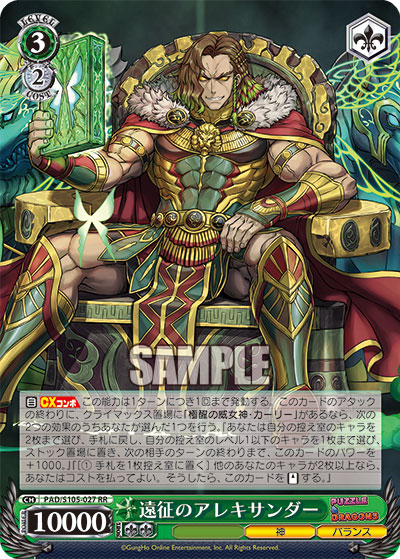 LEVEL
3
2
COST
SAMPLE
自 CXコンボ この能力は1ターンにつき1回まで発動する。このカードのアタック
の終わりに、クライマックス置場に「極醒の威女神・カーリー」があるなら、次の
2つの効果のうちあなたが選んだ1つを行う。『あなたは自分の控え室のキャラを
2枚まで選び、手札に戻し、自分の控え室のレベル1以下のキャラを1枚まで選び、
ストック置場に置き、次の相手のターンの終わりまで、このカードのパワーを
+1000。』『[① 手札を1枚控え室に置く] 他のあなたのキャラが2枚以上な
ら、あなたはコストを払ってよい。そうしたら、このカードをする。』
CH PAD/S105-027 RR
遠征のアレキサンダー
PUZZLE & DRAGONS
10000
神 バランス
©GungHo Online Entertainment, Inc. All Rights Reserved.